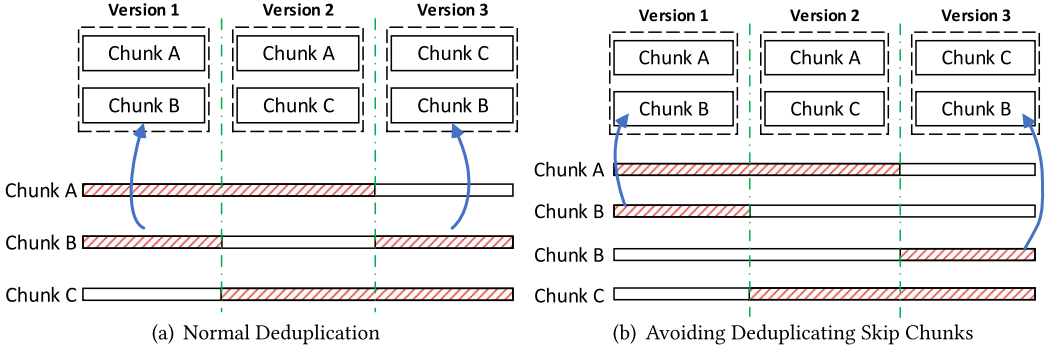 Version 1 Version 2 Version 3
Chunk A Chunk A Chunk C
Chunk B Chunk C Chunk B
Chunk A
Chunk B
Chunk C
(a) Normal Deduplication
Version 1 Version 2 Version 3
Chunk A Chunk A Chunk C
Chunk B Chunk C Chunk B
Chunk A
Chunk B
Chunk B
Chunk C
(b) Avoiding Deduplicating Skip Chunks